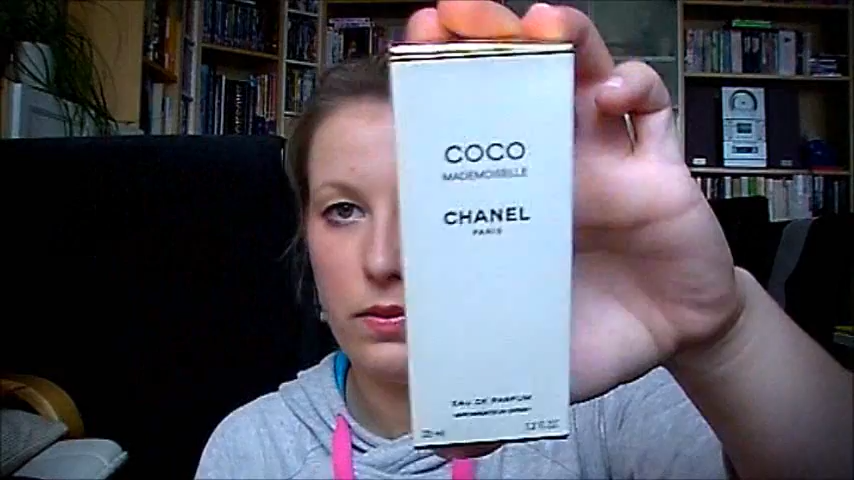 COCO
MADEMOISELLE
CHANEL
PARIS
EAU DE PARFUM